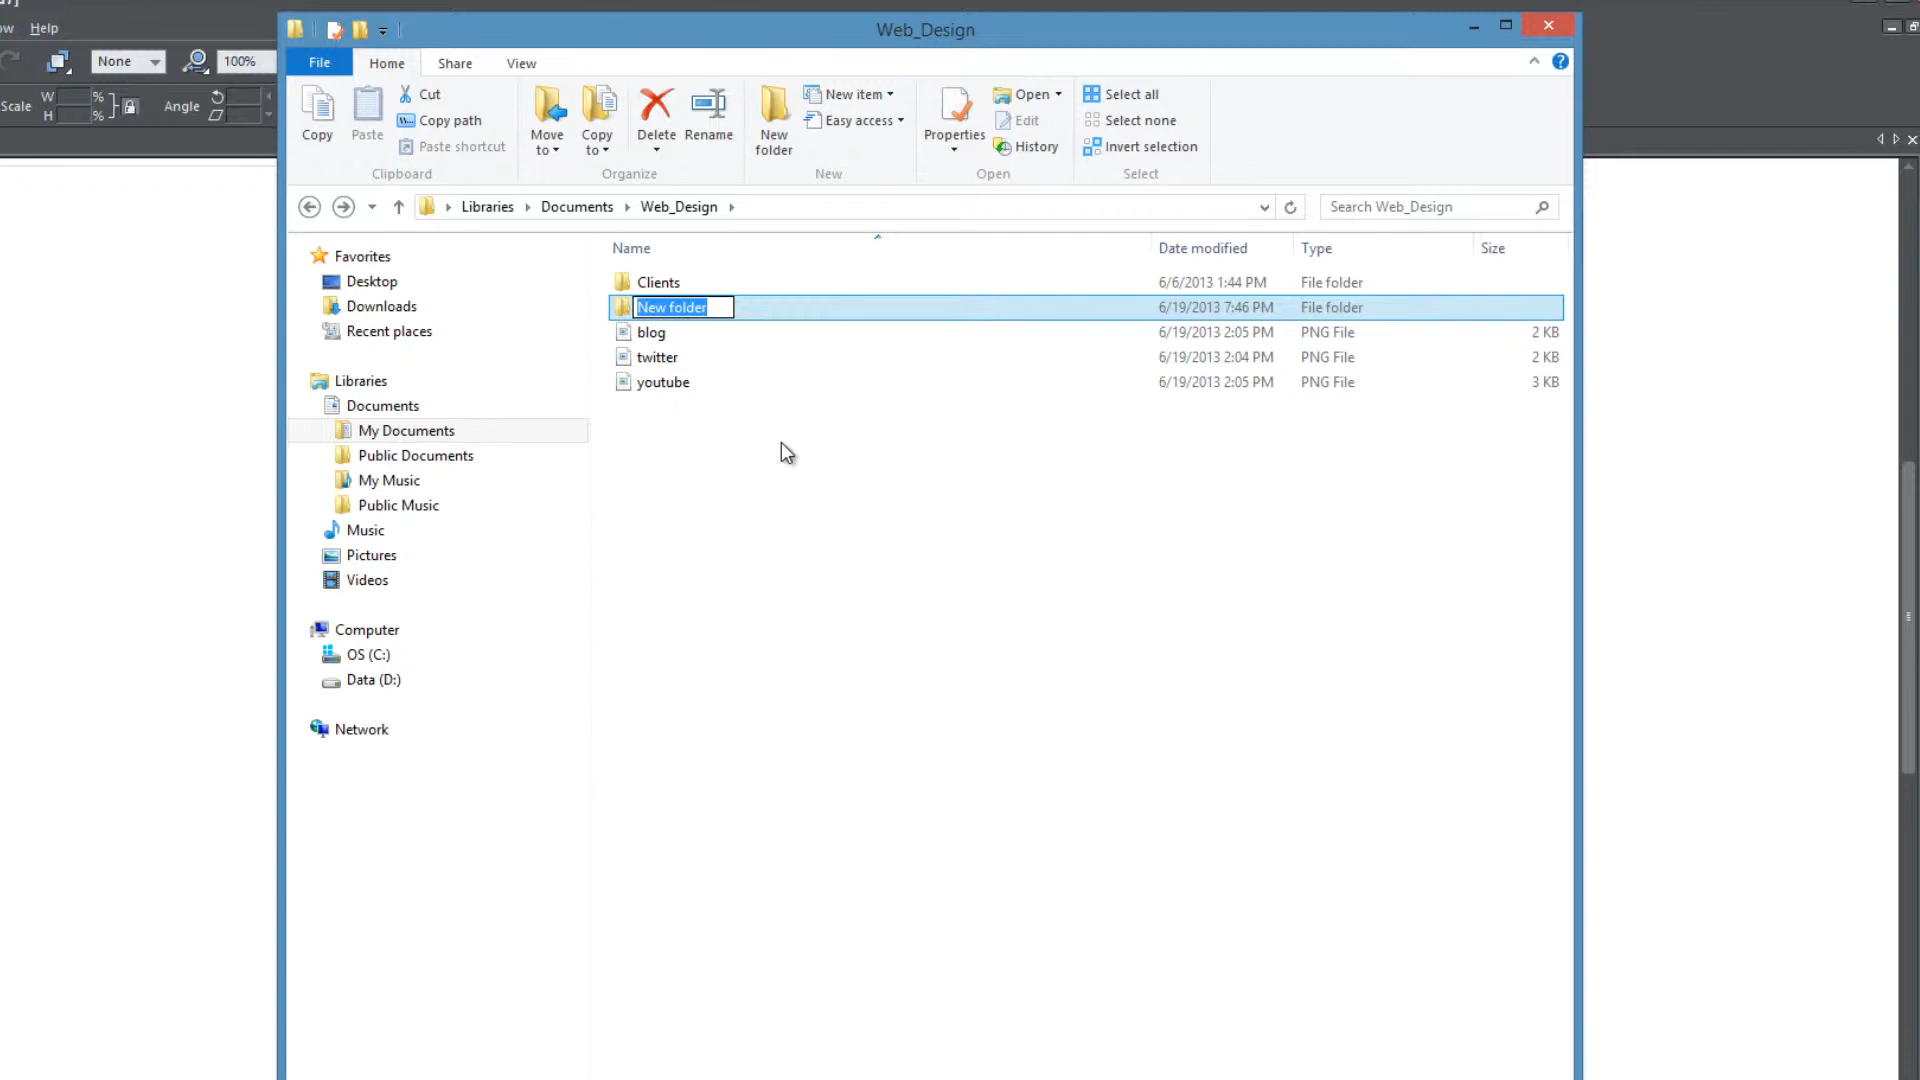 Web_Design
ow Help
File Home Share View
None 100%
Scale W % Angle
H %
Copy Paste Cut Copy path Paste shortcut
Move to Copy to Delete Rename
New folder New item Easy access
Properties Open Edit History
Select all Select none Invert selection
Clipboard Organize New Open Select
Libraries Documents Web_Design Search Web_Design
Name Date modified Type Size
Clients 6/6/2013 1:44 PM File folder
New folder 6/19/2013 7:46 PM File folder
blog 6/19/2013 2:05 PM PNG File 2 KB
twitter 6/19/2013 2:04 PM PNG File 2 KB
youtube 6/19/2013 2:05 PM PNG File 3 KB
Favorites
Desktop
Downloads
Recent places
Libraries
Documents
My Documents
Public Documents
My Music
Public Music
Music
Pictures
Videos
Computer
OS (C:)
Data (D:)
Network